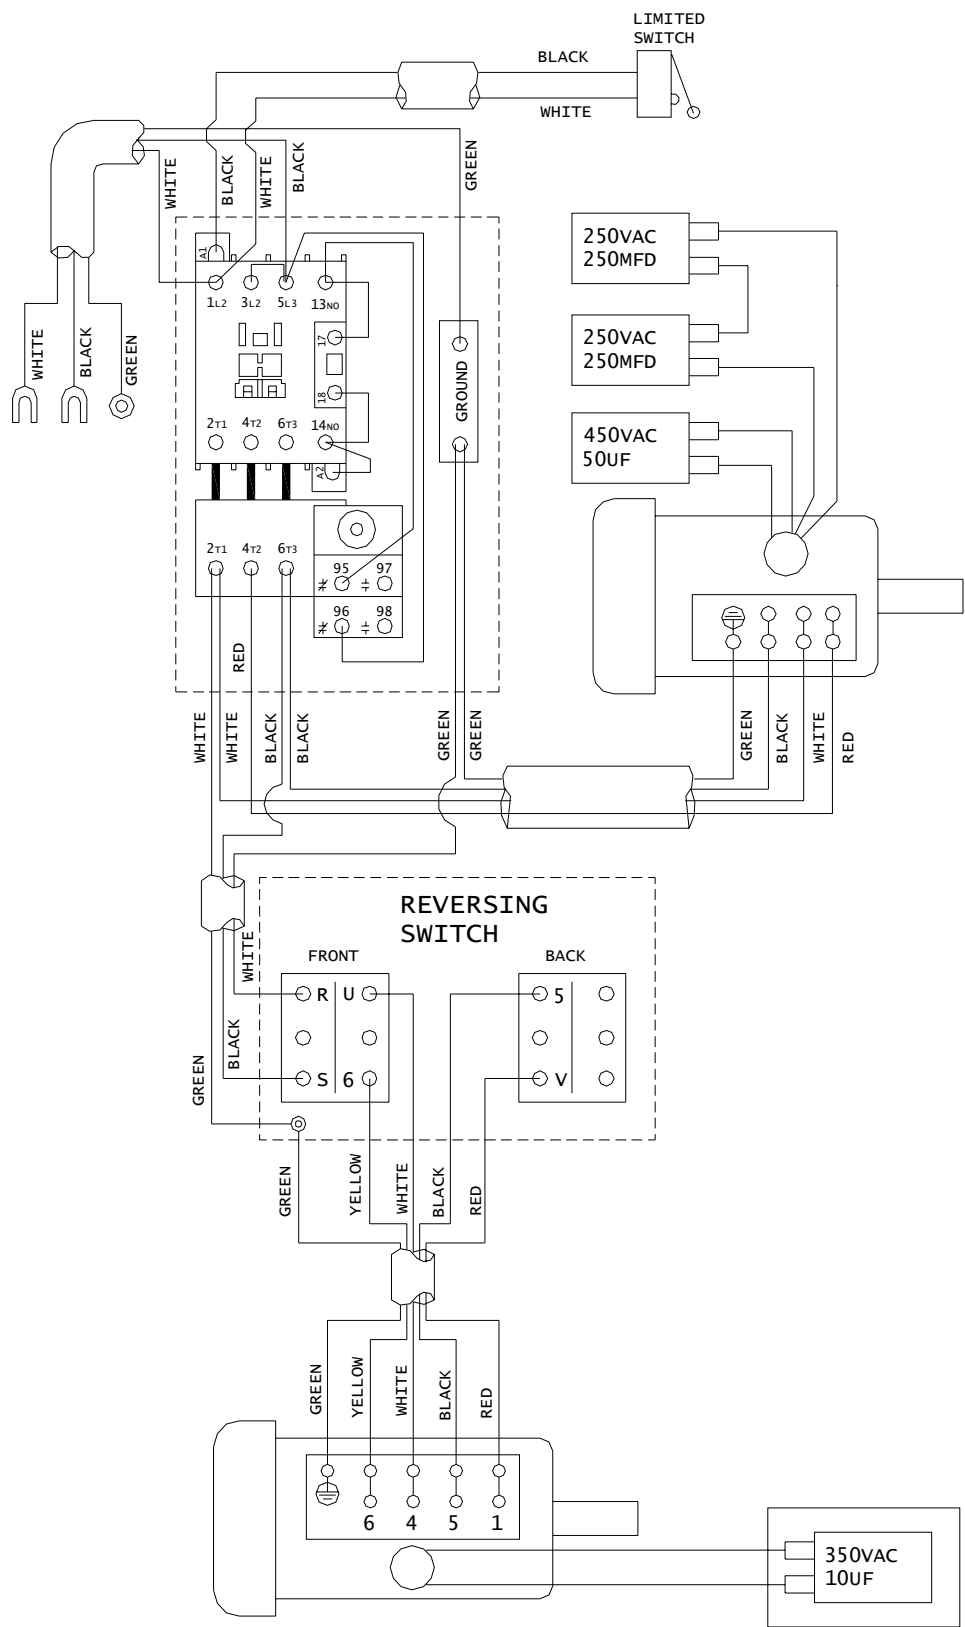 LIMITED
SWITCH
BLACK
WHITE
WHITE
BLACK
WHITE
BLACK
GREEN
250VAC
250MFD
250VAC
250MFD
450VAC
50UF
A1
1L2 3L2 5L3 13NO
17
18
GROUND
WHITE
BLACK
GREEN
2T1 4T2 6T3 14NO
A2
2T1 4T2 6T3
95 97
96 98
RED
WHITE
WHITE
BLACK
BLACK
GREEN
GREEN
GREEN
BLACK
WHITE
RED
REVERSING
SWITCH
FRONT
BACK
WHITE
R U
5
BLACK
GREEN
S 6
V
GREEN
YELLOW
WHITE
BLACK
RED
GREEN
YELLOW
WHITE
BLACK
RED
6 4 5 1
350VAC
10UF